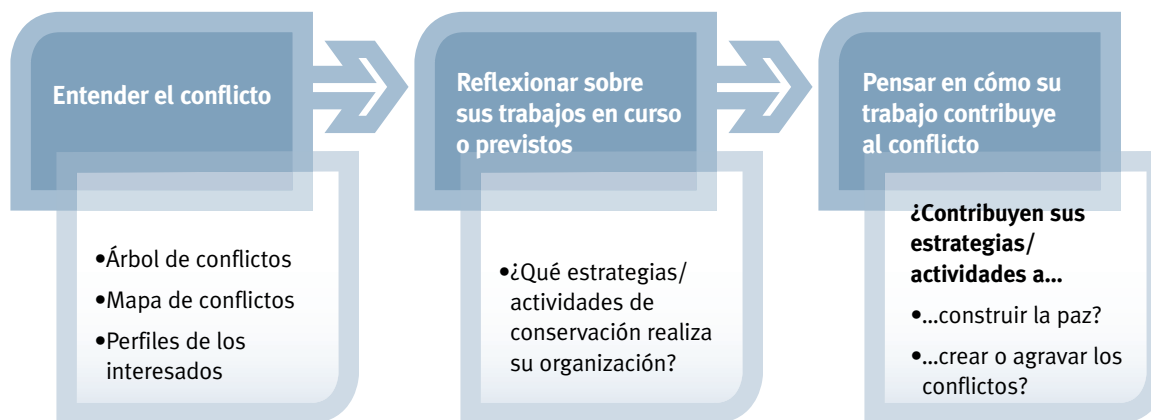 Entender el conflicto
•Árbol de conflictos
•Mapa de conflictos
•Perfiles de los
interesados
Reflexionar sobre
sus trabajos en curso
o previstos
•¿Qué estrategias/
actividades de
conservación realiza
su organización?
Pensar en cómo su
trabajo contribuye
al conflicto
¿Contribuyen sus
estrategias/
actividades a...
•...construir la paz?
•...crear o agravar los
conflictos?